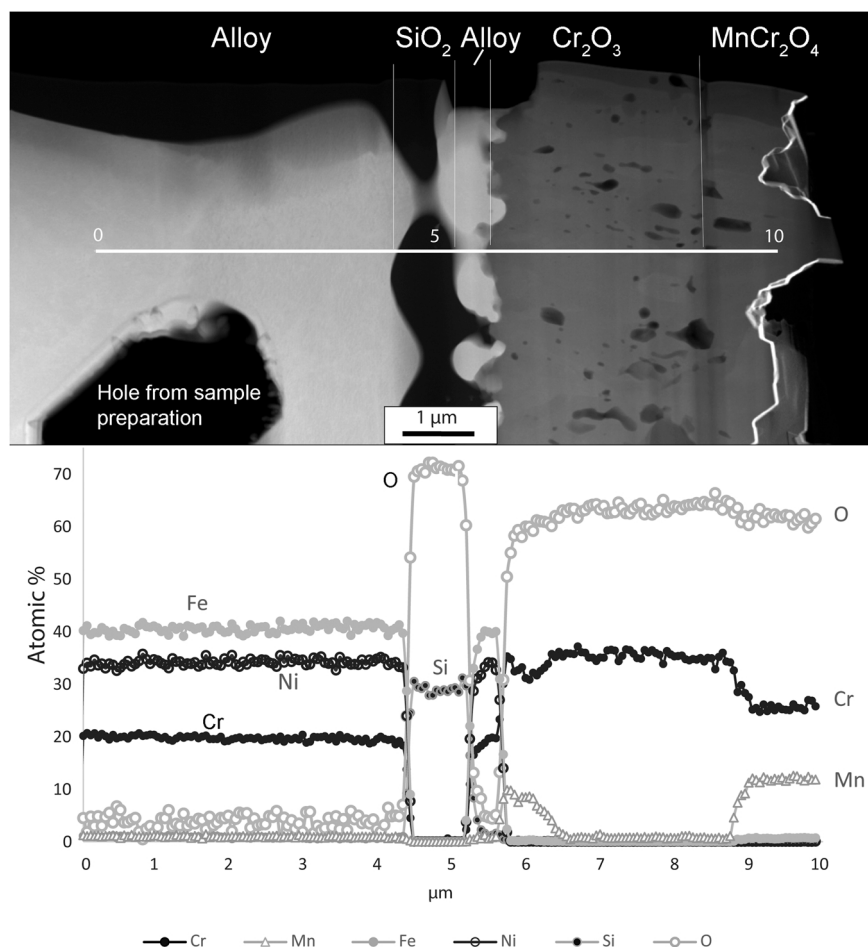 Alloy SiO₂ Alloy Cr₂O₃ MnCr₂O₄
0 5 10
Hole from sample
preparation
1 µm
70
60
50
40
30
20
10
0
Atomic %
O
Fe
Ni
Cr
Si
O
Cr
Mn
0 1 2 3 4 5 6 7 8 9 10
µm
Cr Mn Fe Ni Si O